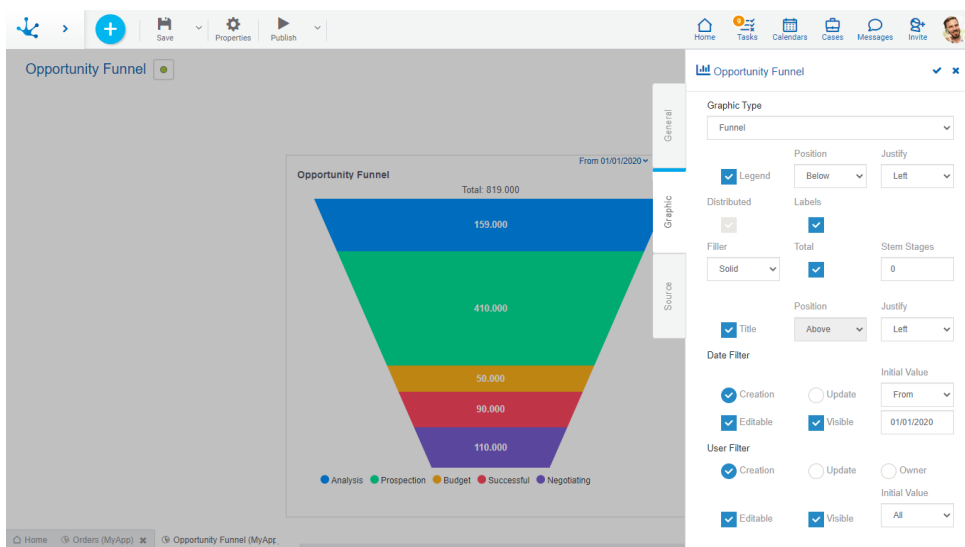 Save
Properties
Publish
Home
9
Tasks
Calendars
Cases
Messages
Invite
Opportunity Funnel
From 01/01/2020
Opportunity Funnel
Total: 819.000
159.000
410.000
50.000
90.000
110.000
Analysis Prospection Budget Successful Negotiating
General
Graphic
Source
Opportunity Funnel
Graphic Type
Funnel
Position Justify
Legend Below Left
Distributed Labels
Filler Total Stem Stages
Solid 0
Position Justify
Title Above Left
Date Filter
Initial Value
Creation Update From
Editable Visible 01/01/2020
User Filter
Creation Update Owner
Initial Value
Editable Visible All
Home Orders (MyApp) Opportunity Funnel (MyApp